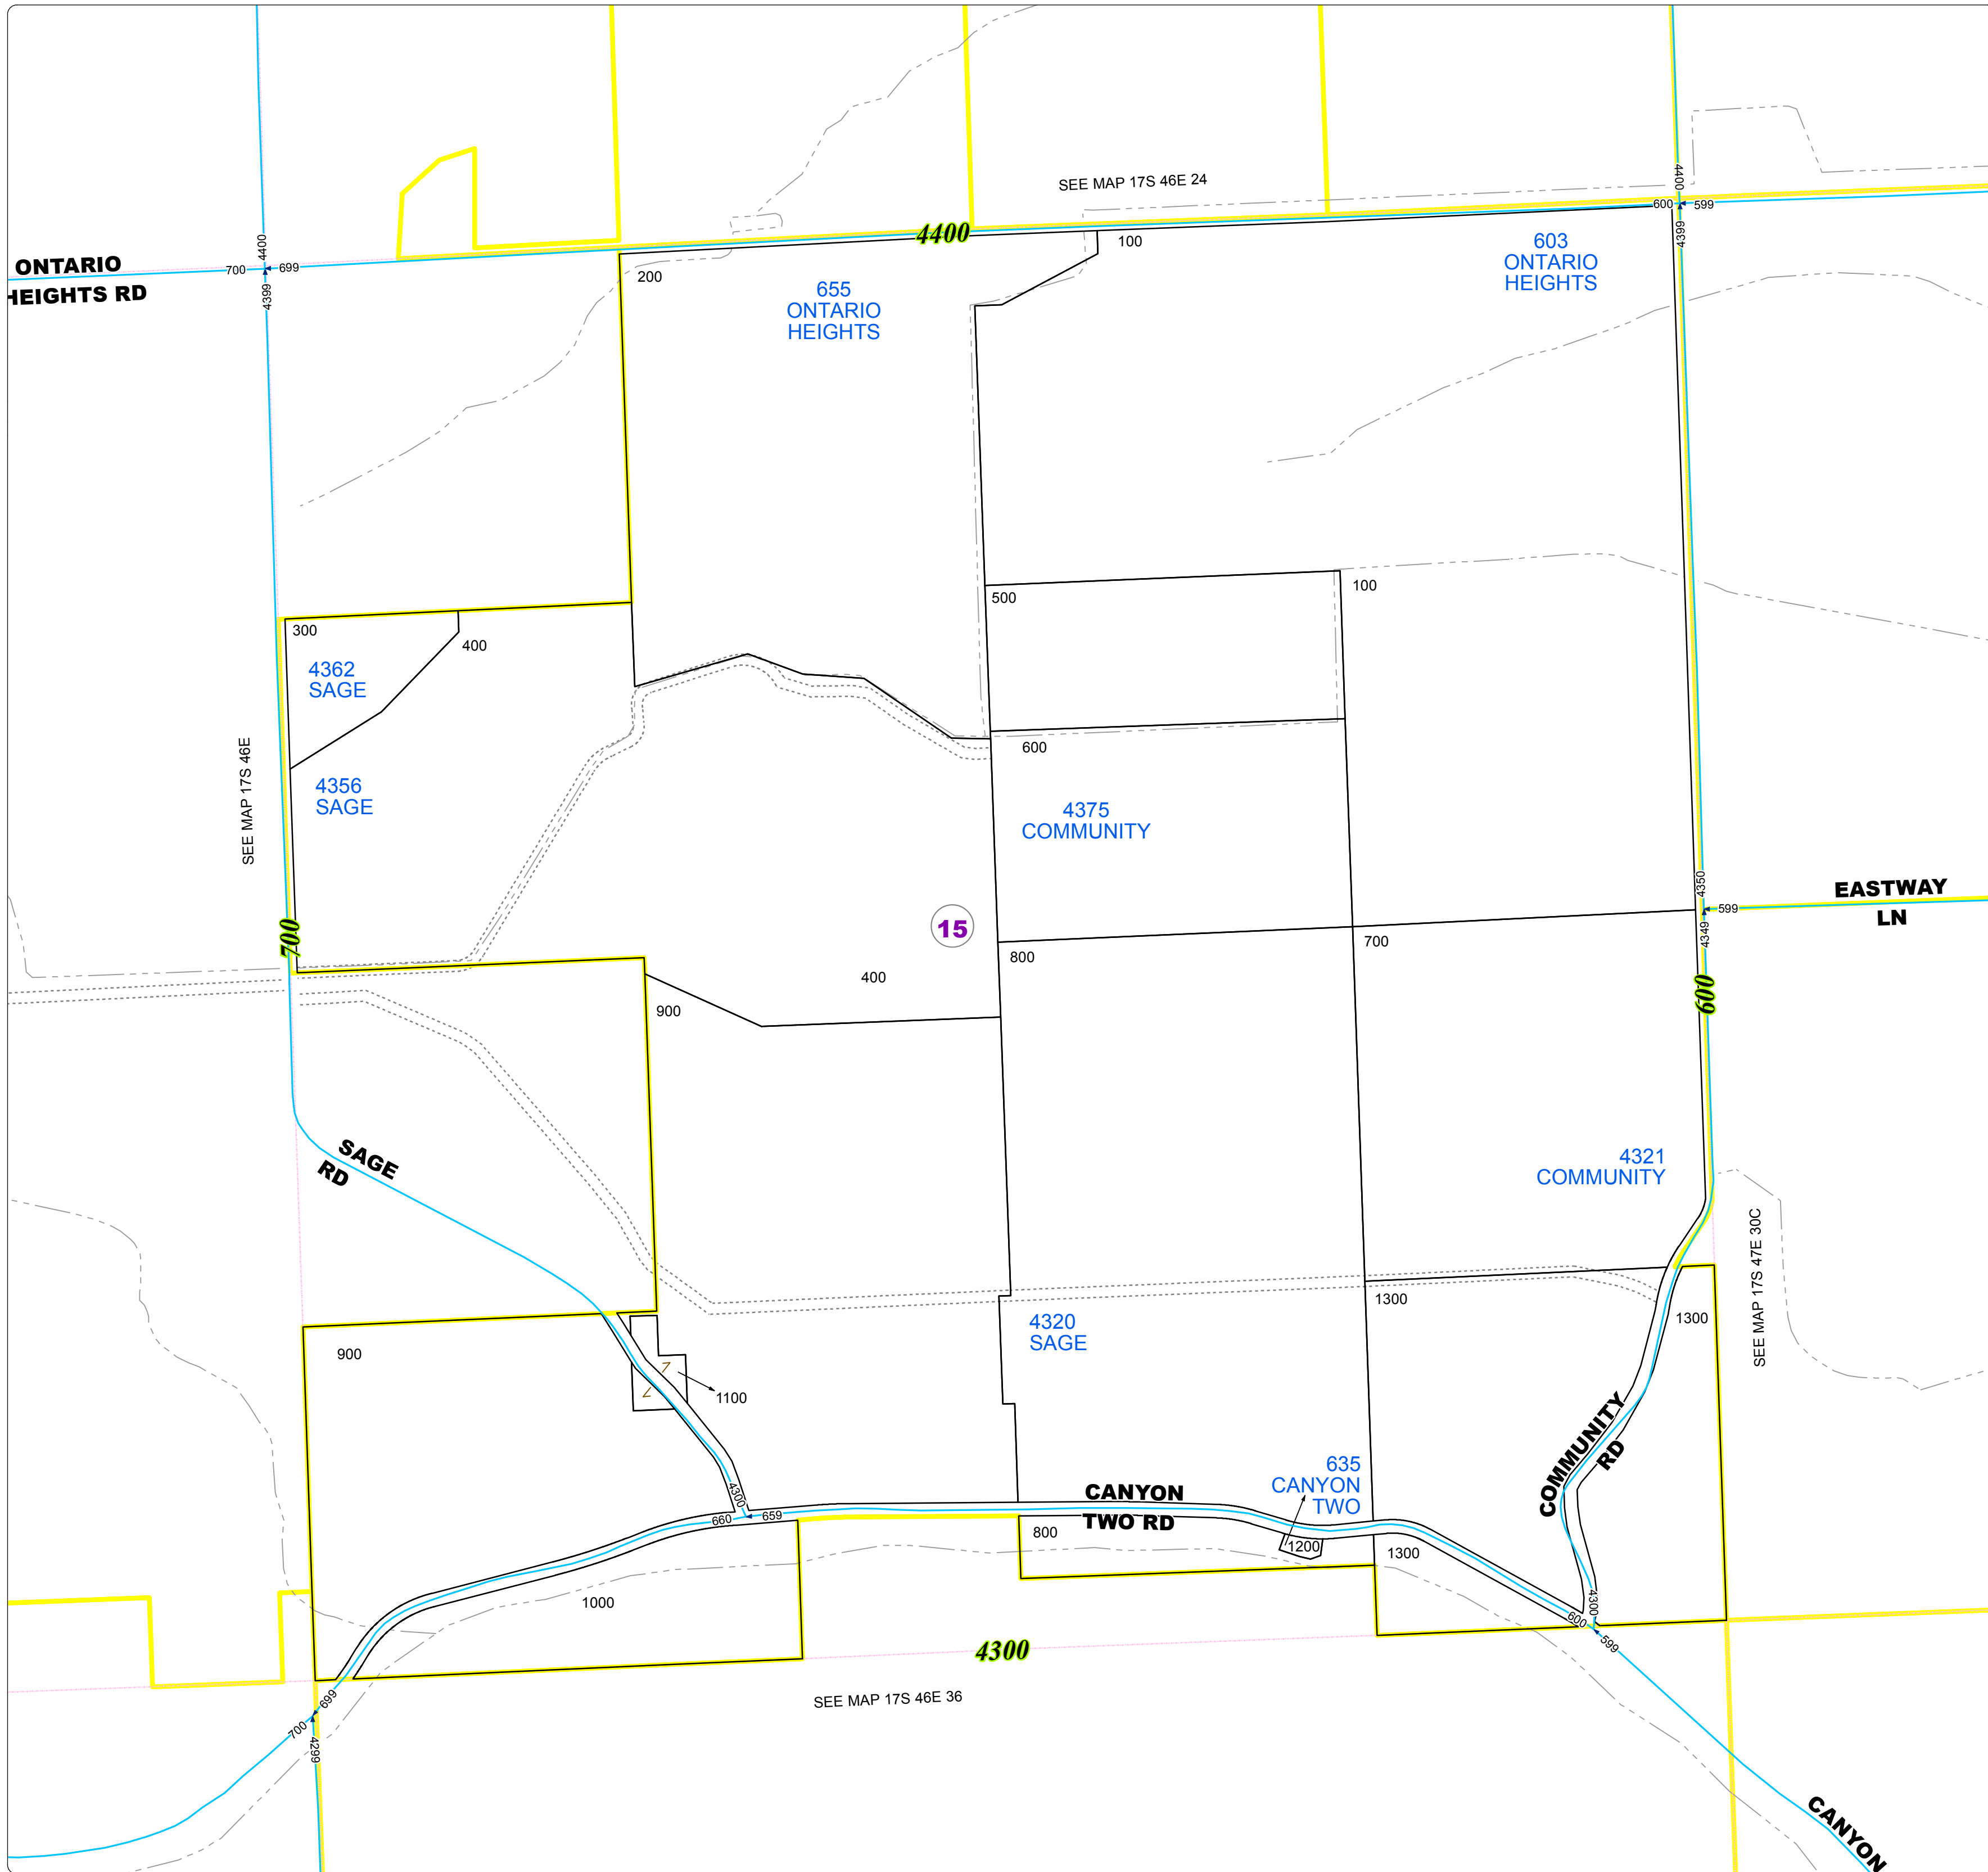 SEE MAP 17S 46E 24
4400
600
599
4399
4400
100
603
ONTARIO
HEIGHTS
4400
ONTARIO
HEIGHTS RD
700
699
4399
200
655
ONTARIO
HEIGHTS
500
100
300
400
4362
SAGE
600
4356
SAGE
SEE MAP 17S 46E
4375
COMMUNITY
4350
599
4349
EASTWAY
LN
700
15
700
800
400
900
600
SAGE
RD
4321
COMMUNITY
SEE MAP 17S 47E 30C
1300
1300
4320
SAGE
900
1100
COMMUNITY
RD
635
CANYON
TWO
4300
660
659
CANYON
TWO RD
800
1200
1300
1000
4300
600
599
4300
699
700
4299
SEE MAP 17S 46E 36
CANYON